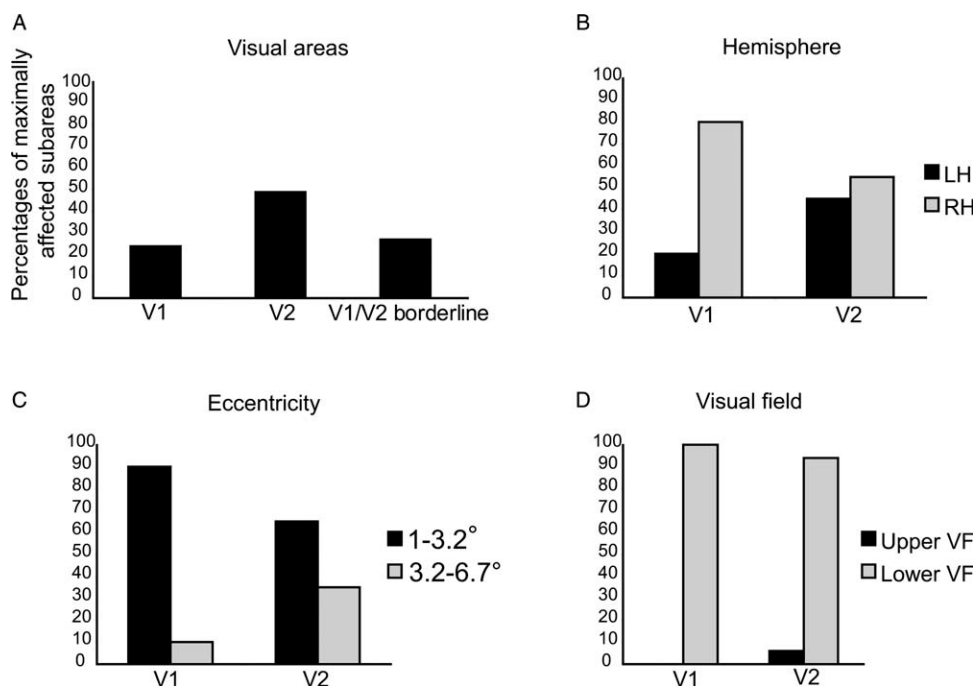 A
Visual areas
Percentages of maximally
affected subareas
100
90
80
70
60
50
40
30
20
10
0
V1
V2
V1/V2 borderline
B
Hemisphere
100
90
80
70
60
50
40
30
20
10
0
V1
V2
LH
RH
C
Eccentricity
100
90
80
70
60
50
40
30
20
10
0
V1
V2
1-3.2°
3.2-6.7°
D
Visual field
100
90
80
70
60
50
40
30
20
10
0
V1
V2
Upper VF
Lower VF